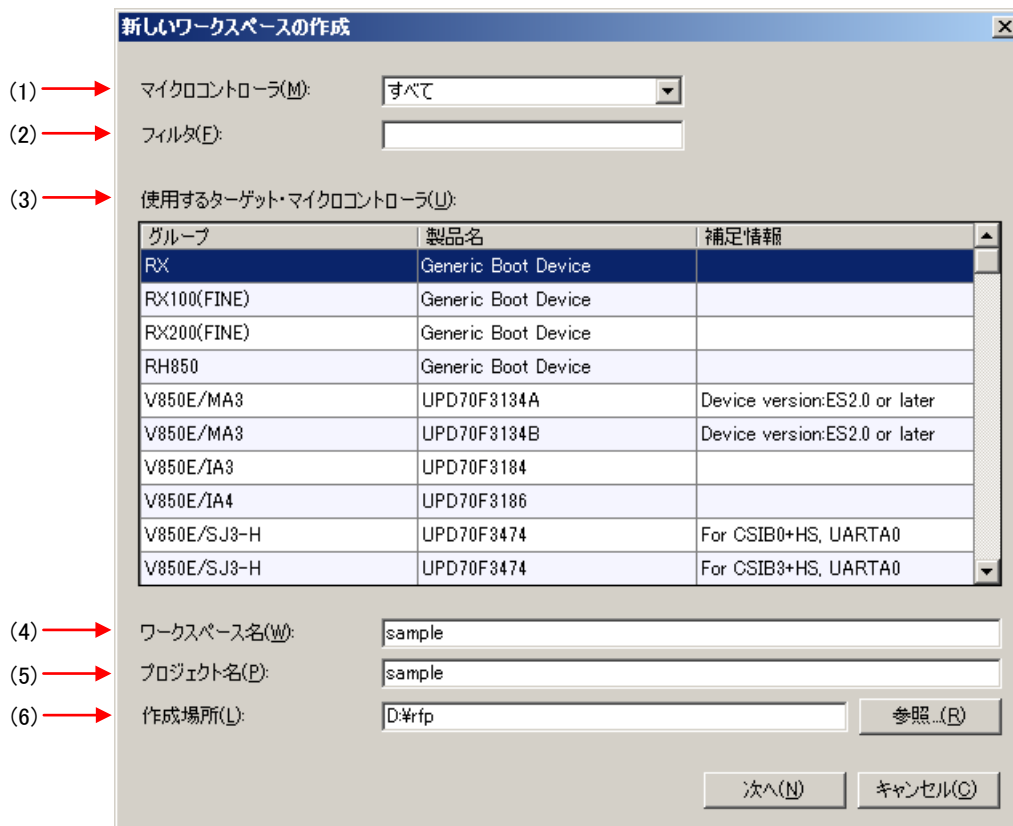 新しいワークスペースの作成
(1) マイクロコントローラ(M): すべて
(2) フィルタ(F):
(3) 使用するターゲット・マイクロコントローラ(U):
グループ 製品名 補足情報
RX Generic Boot Device
RX100(FINE) Generic Boot Device
RX200(FINE) Generic Boot Device
RH850 Generic Boot Device
V850E/MA3 UPD70F3134A Device version:ES2.0 or later
V850E/MA3 UPD70F3134B Device version:ES2.0 or later
V850E/IA3 UPD70F3184
V850E/IA4 UPD70F3186
V850E/SJ3-H UPD70F3474 For CSIB0+HS, UARTA0
V850E/SJ3-H UPD70F3474 For CSIB3+HS, UARTA0
(4) ワークスペース名(W): sample
(5) プロジェクト名(P): sample
(6) 作成場所(L): D:¥rfp 参照...(R)
次へ(N) キャンセル(C)